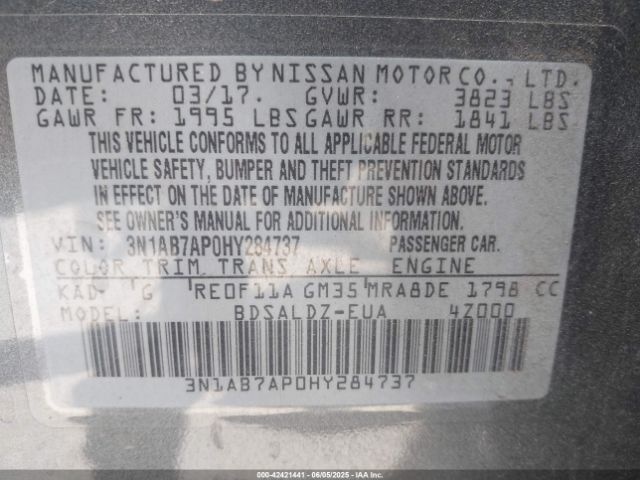 MANUFACTURED BY NISSAN MOTOR CO., LTD.
DATE: 03/17. GVWR: 3823 LBS
GAWR FR: 1995 LBS GAWR RR: 1841 LBS
THIS VEHICLE CONFORMS TO ALL APPLICABLE FEDERAL MOTOR
VEHICLE SAFETY, BUMPER AND THEFT PREVENTION STANDARDS
IN EFFECT ON THE DATE OF MANUFACTURE SHOWN ABOVE.
SEE OWNER'S MANUAL FOR ADDITIONAL INFORMATION.
VIN: 3N1AB7AP0HY284737 PASSENGER CAR.
COLOR TRIM TRANS AXLE ENGINE
KAD- G RE0F11A GM35 MRA8DE 1798 CC
MODEL: BDSALDZ-EUA 4Z000
3N1AB7AP0HY284737
000-42421441 - 06/05/2025 - IAA Inc.